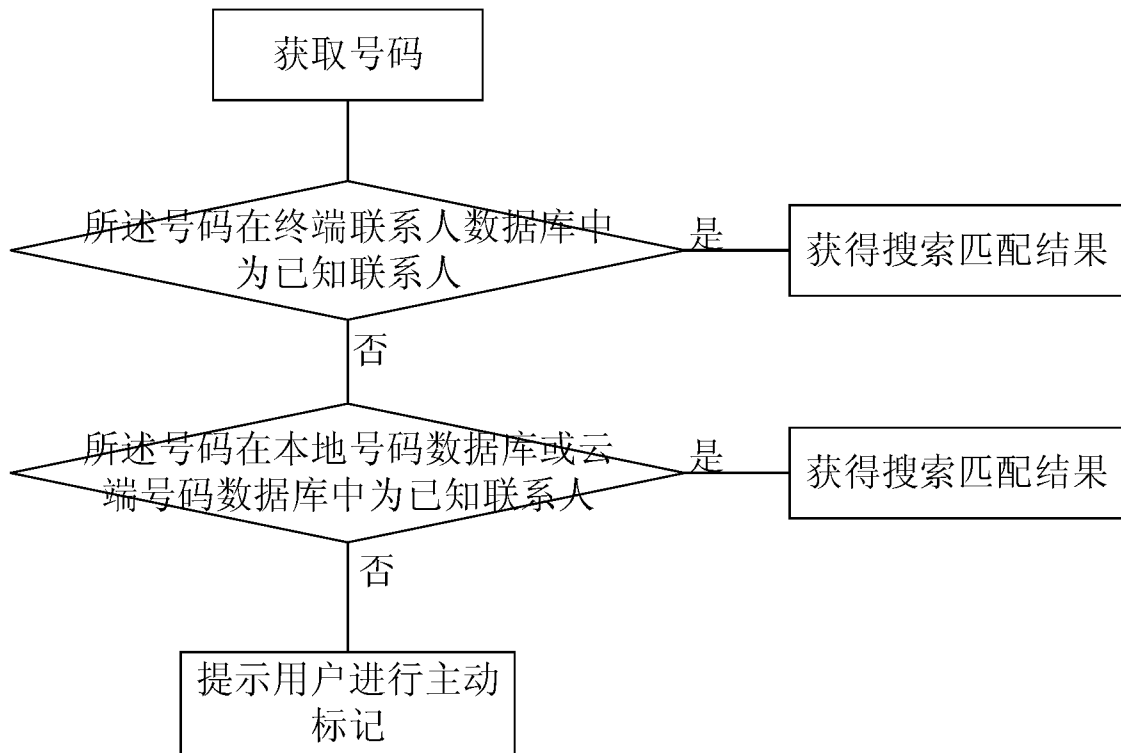 获取号码
所述号码在终端联系人数据库中
为已知联系人
是
获得搜索匹配结果
否
所述号码在本地号码数据库或云
端号码数据库中为已知联系人
是
获得搜索匹配结果
否
提示用户进行主动
标记